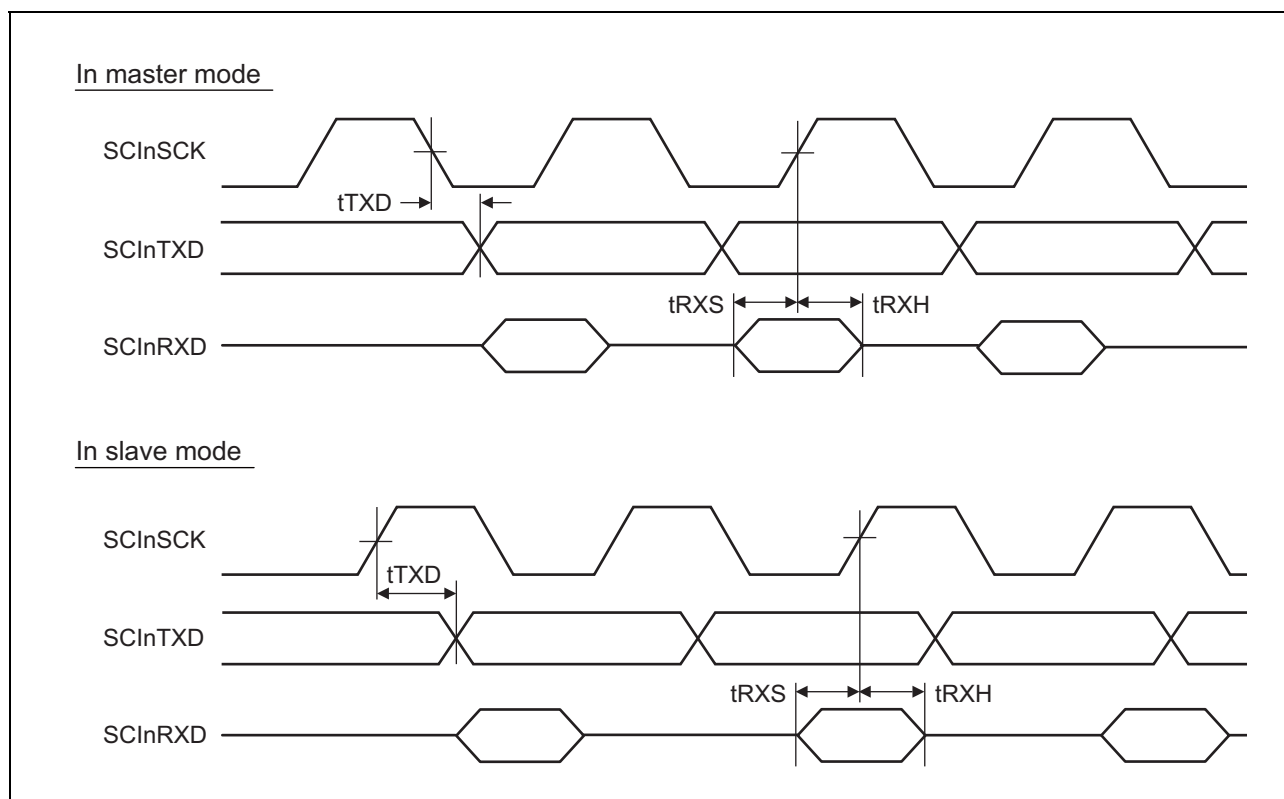 In master mode
SCInSCK
tTXD
SCInTXD
tRXS
tRXH
SCInRXD
In slave mode
SCInSCK
tTXD
SCInTXD
tRXS
tRXH
SCInRXD